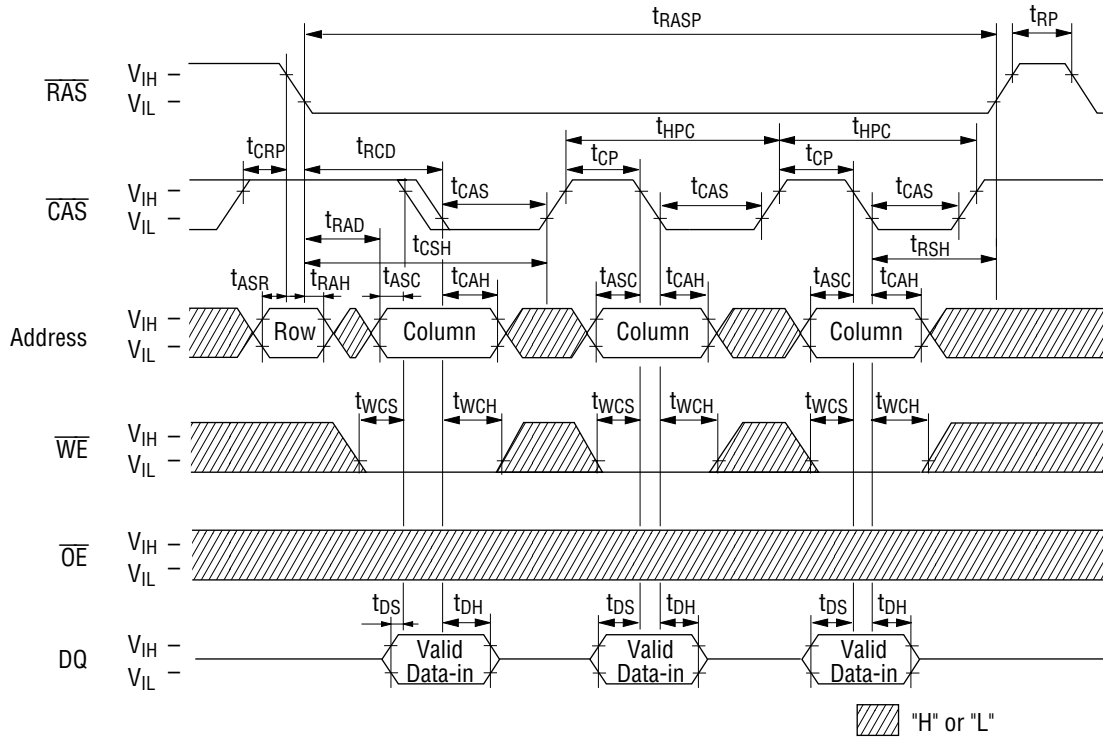 tRASP tRP
RAS VIH VIL
tCRP tRCD tHPC tHPC
tCP tCP
CAS VIH VIL
tCAS tCAS tCAS
tRAD tCSH tRSH
tASR tRAH tASC tCAH tASC tCAH tASC tCAH
Address VIH VIL Row Column Column Column
tWCS tWCH tWCS tWCH tWCS tWCH
WE VIH VIL
OE VIH VIL
tDS tDH tDS tDH tDS tDH
DQ VIH VIL
Valid Data-in
Valid Data-in
Valid Data-in
"H" or "L"